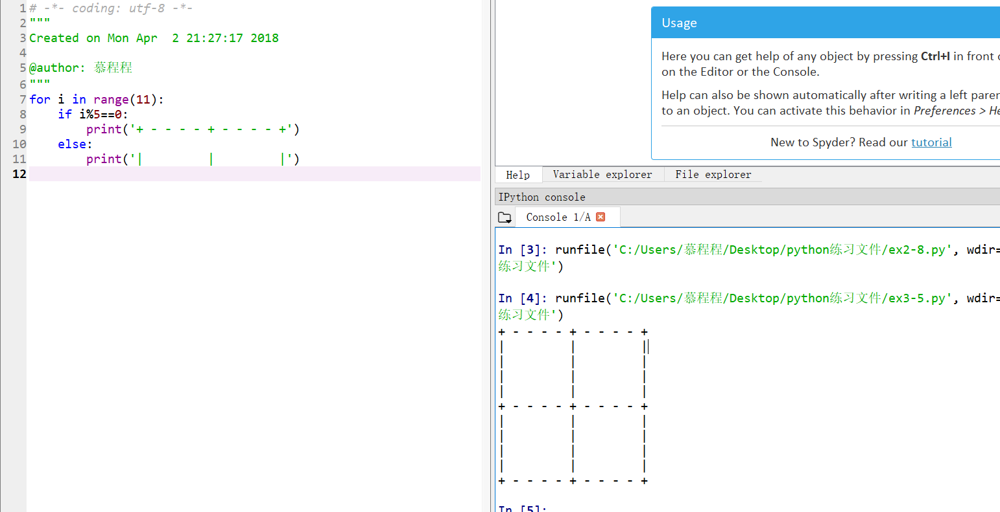 1 # -*- coding: utf-8 -*-
2 """
3 Created on Mon Apr  2 21:27:17 2018
4
5 @author: 慕程程
6 """
7 for i in range(11):
8     if i%5==0:
9         print('+ - - - - + - - - - +')
10     else:
11         print('|         |         |')
12
Usage
Here you can get help of any object by pressing Ctrl+I in front
on the Editor or the Console.
Help can also be shown automatically after writing a left
to an object. You can activate this behavior in Preferences >
New to Spyder? Read our tutorial
Help Variable explorer File explorer
IPython console
Console 1/A
In [3]: runfile('C:/Users/慕程程/Desktop/python练习文件/ex2-8.py', wdir=
练习文件')
In [4]: runfile('C:/Users/慕程程/Desktop/python练习文件/ex3-5.py', wdir=
练习文件')
+ - - - - + - - - - +
|         |         |
|         |         |
|         |         |
|         |         |
+ - - - - + - - - - +
|         |         |
|         |         |
|         |         |
|         |         |
+ - - - - + - - - - +
In [5]: